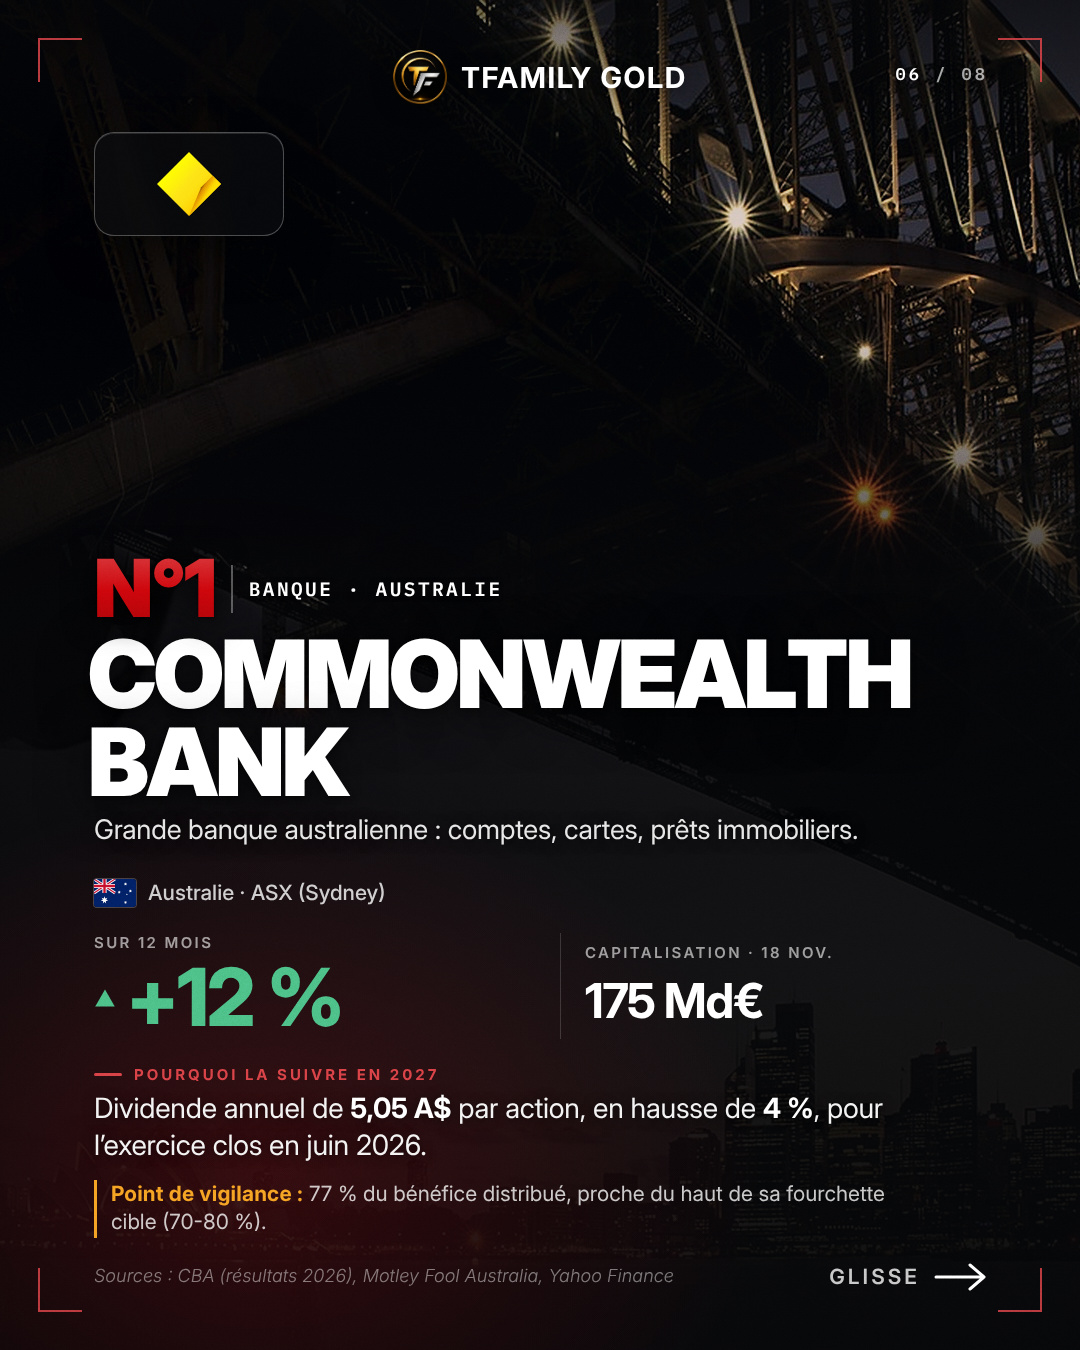 TFAMILY GOLD
06 / 08
N°1
BANQUE · AUSTRALIE
COMMONWEALTH
BANK
Grande banque australienne : comptes, cartes, prêts immobiliers.
Australie · ASX (Sydney)
SUR 12 MOIS
▲ +12 %
CAPITALISATION · 18 NOV.
175 Md€
POURQUOI LA SUIVRE EN 2027
Dividende annuel de 5,05 A$ par action, en hausse de 4 %, pour
l’exercice clos en juin 2026.
Point de vigilance : 77 % du bénéfice distribué, proche du haut de sa fourchette
cible (70-80 %).
Sources : CBA (résultats 2026), Motley Fool Australia, Yahoo Finance
GLISSE →